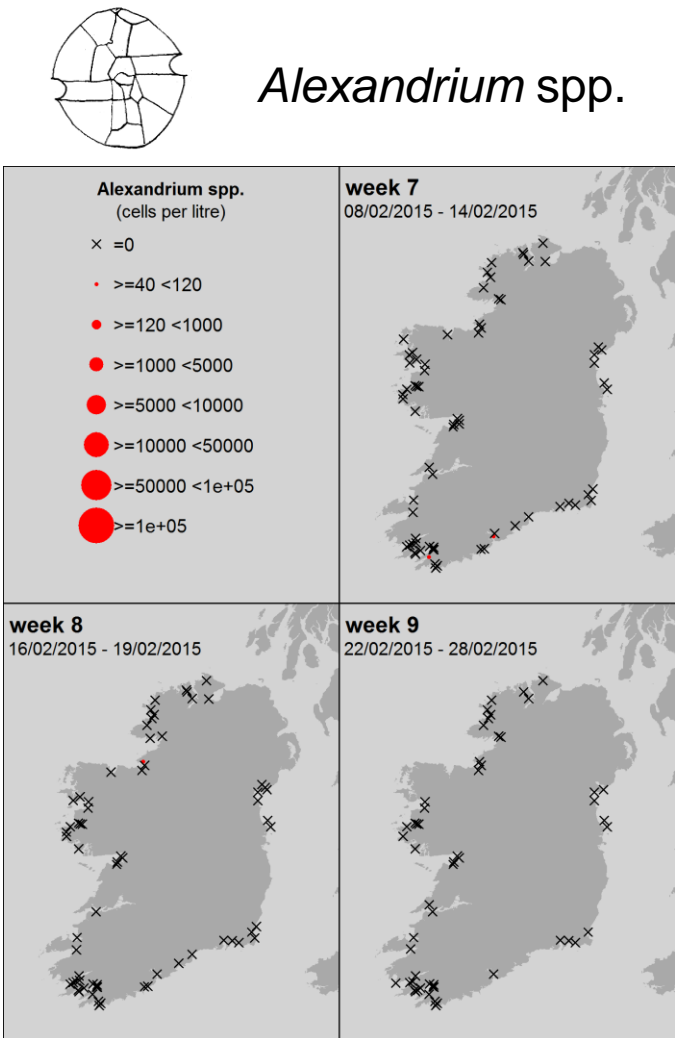 Alexandrium spp.
Alexandrium spp.
(cells per litre)
=0
>=40 <120
>=120 <1000
>=1000 <5000
>=5000 <10000
>=10000 <50000
>=50000 <1e+05
>=1e+05
week 7
08/02/2015 - 14/02/2015
week 8
16/02/2015 - 19/02/2015
week 9
22/02/2015 - 28/02/2015